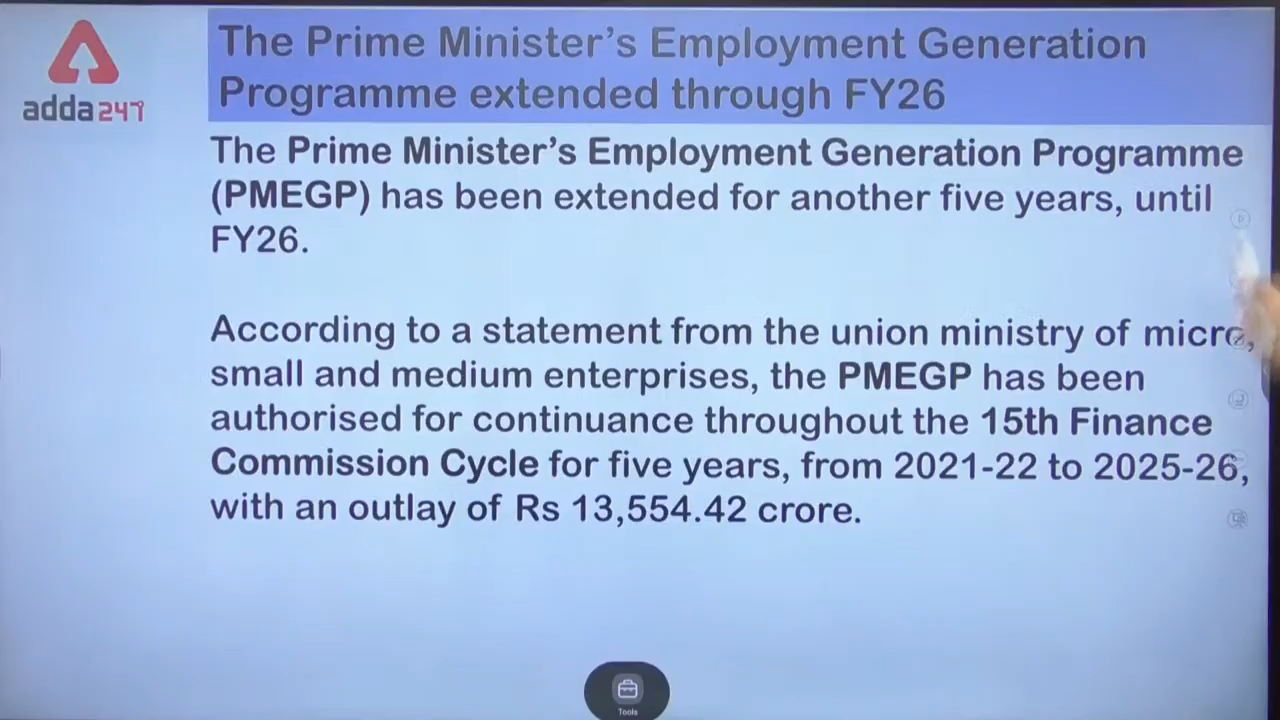 The Prime Minister's Employment Generation
Programme extended through FY26
adda247
The Prime Minister's Employment Generation Programme
(PMEGP) has been extended for another five years, until
FY26.
According to a statement from the union ministry of micro,
small and medium enterprises, the PMEGP has been
authorised for continuance throughout the 15th Finance
Commission Cycle for five years, from 2021-22 to 2025-26,
with an outlay of Rs 13,554.42 crore.
Tools